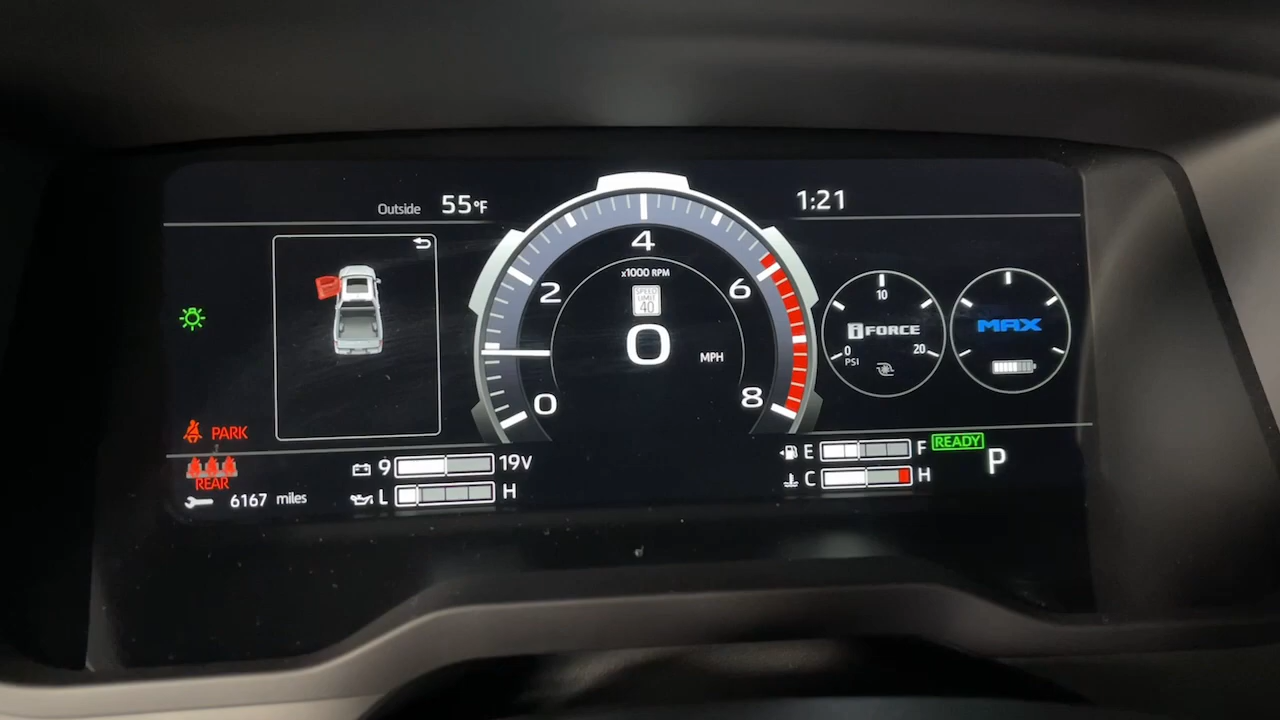 Outside 55°F
1:21
0
2
4
6
8
x1000 RPM
SPEED LIMIT 40
0 MPH
10
iFORCE
0 20
PSI
MAX
PARK
REAR
6167 miles
9 19V
L H
E F
C H
READY
P